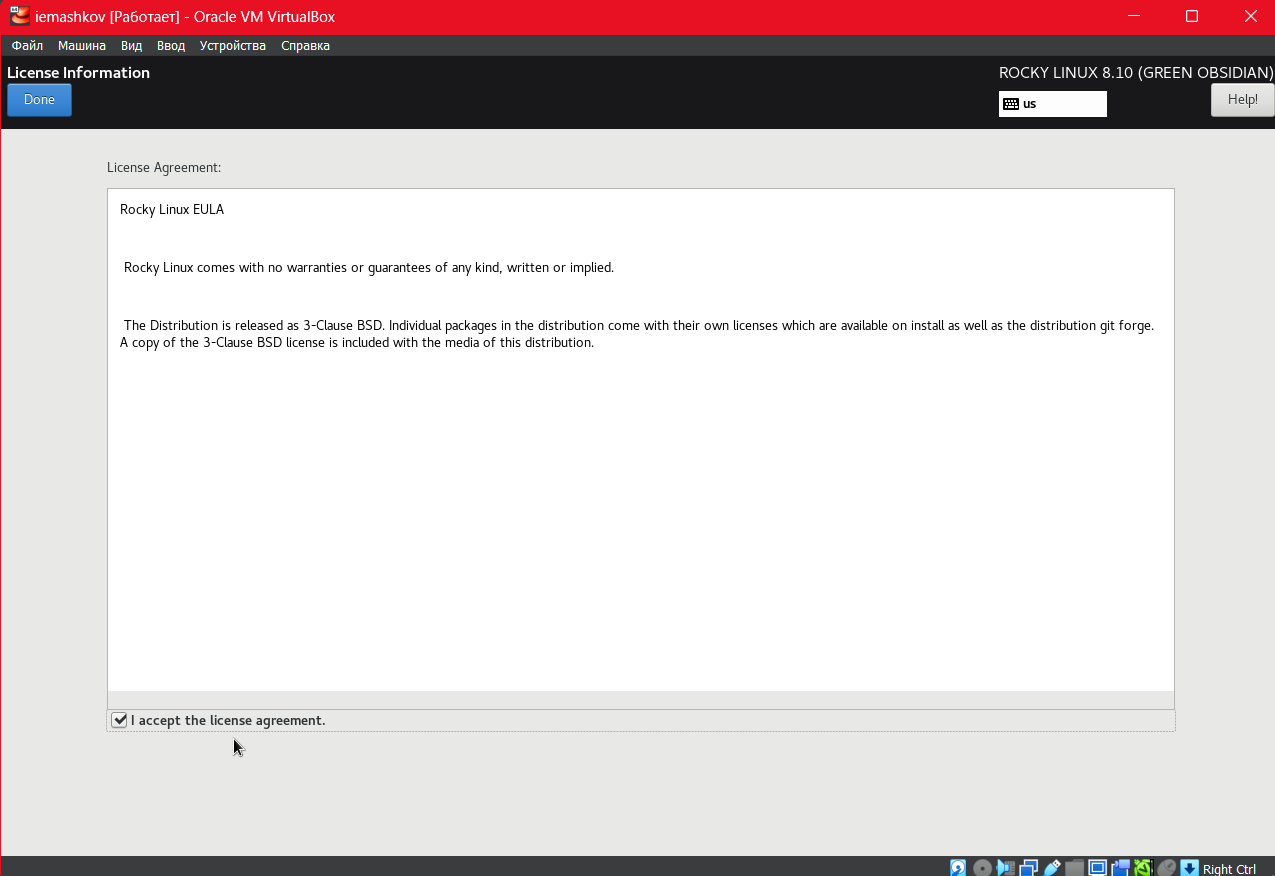 iemashkov [Работает] - Oracle VM VirtualBox
Файл Машина Вид Ввод Устройства Справка
License Information
ROCKY LINUX 8.10 (GREEN OBSIDIAN)
Done
us
Help!
License Agreement:
Rocky Linux EULA
Rocky Linux comes with no warranties or guarantees of any kind, written or implied.
The Distribution is released as 3-Clause BSD. Individual packages in the distribution come with their own licenses which are available on install as well as the distribution git forge.
A copy of the 3-Clause BSD license is included with the media of this distribution.
I accept the license agreement.
Right Ctrl